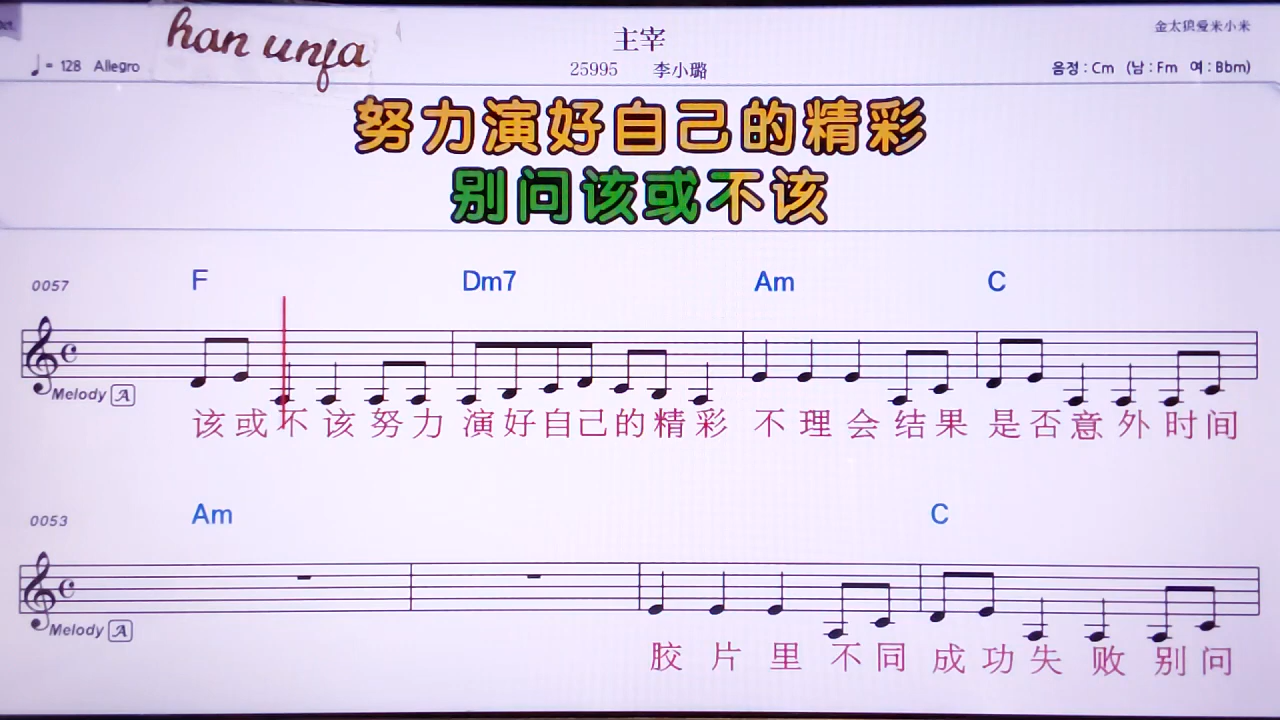 han unfa
主宰
金太狼爱米小米
♩= 128 Allegro
25995 李小璐
음정 : Cm (남 : Fm 여 : Bbm)
努力演好自己的精彩
别问该或不该
0057 F Dm7 Am C
Melody A
该或不该努力 演好自己的精彩 不理会结果 是否意外时间
0053 Am C
Melody A
胶片里不同 成功失败别问